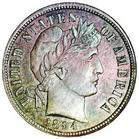 UNITED STATES OF AMERICA